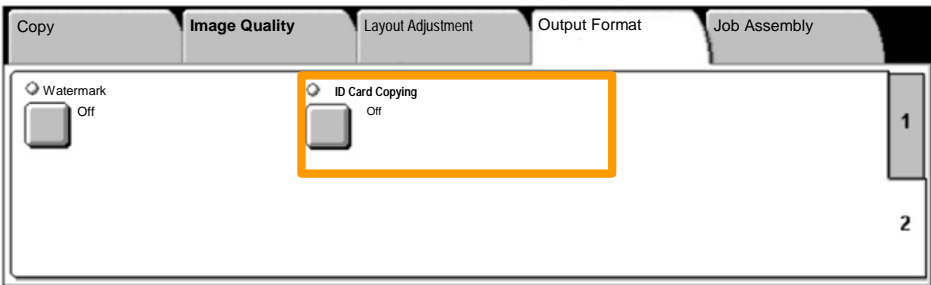 Copy Image Quality Layout Adjustment Output Format Job Assembly
Watermark ID Card Copying
Off Off
1
2